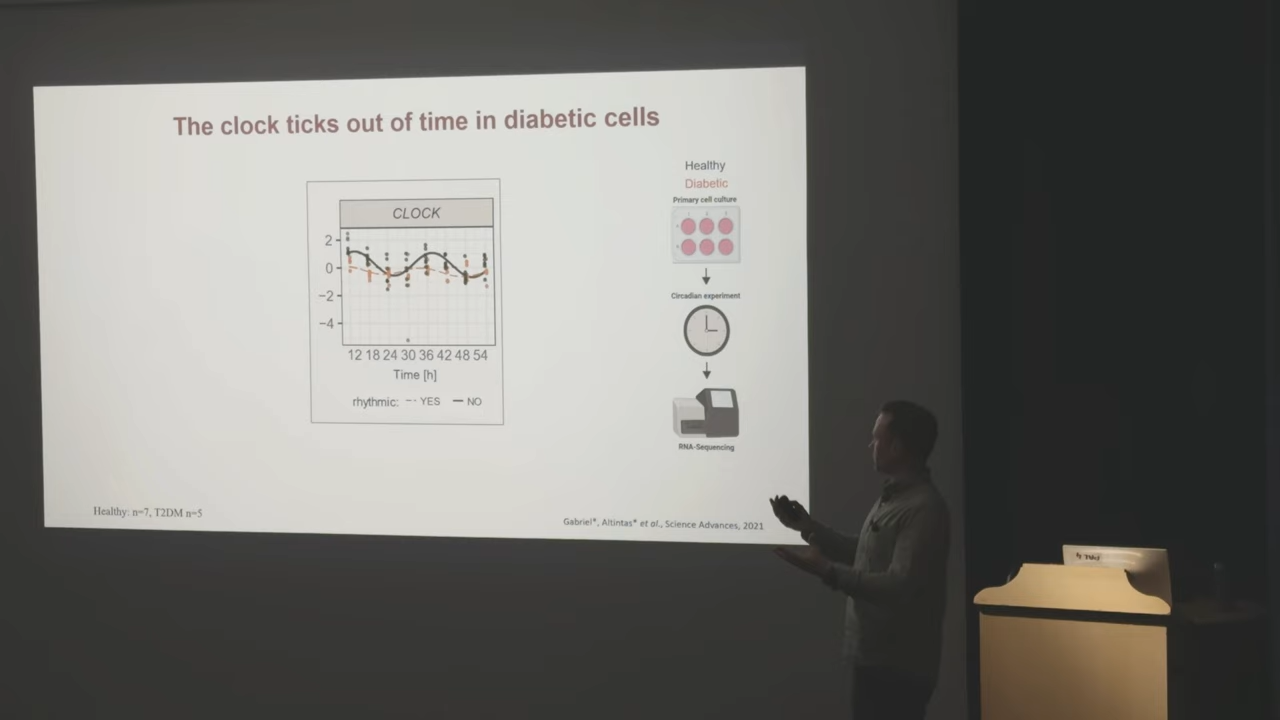 The clock ticks out of time in diabetic cells
CLOCK
2
0
−2
−4
12 18 24 30 36 42 48 54
Time [h]
rhythmic: YES NO
Healthy
Diabetic
Primary cell culture
Circadian experiment
RNA-Sequencing
Healthy: n=7, T2DM n=5
Gabriel*, Altintas* et al., Science Advances, 2021